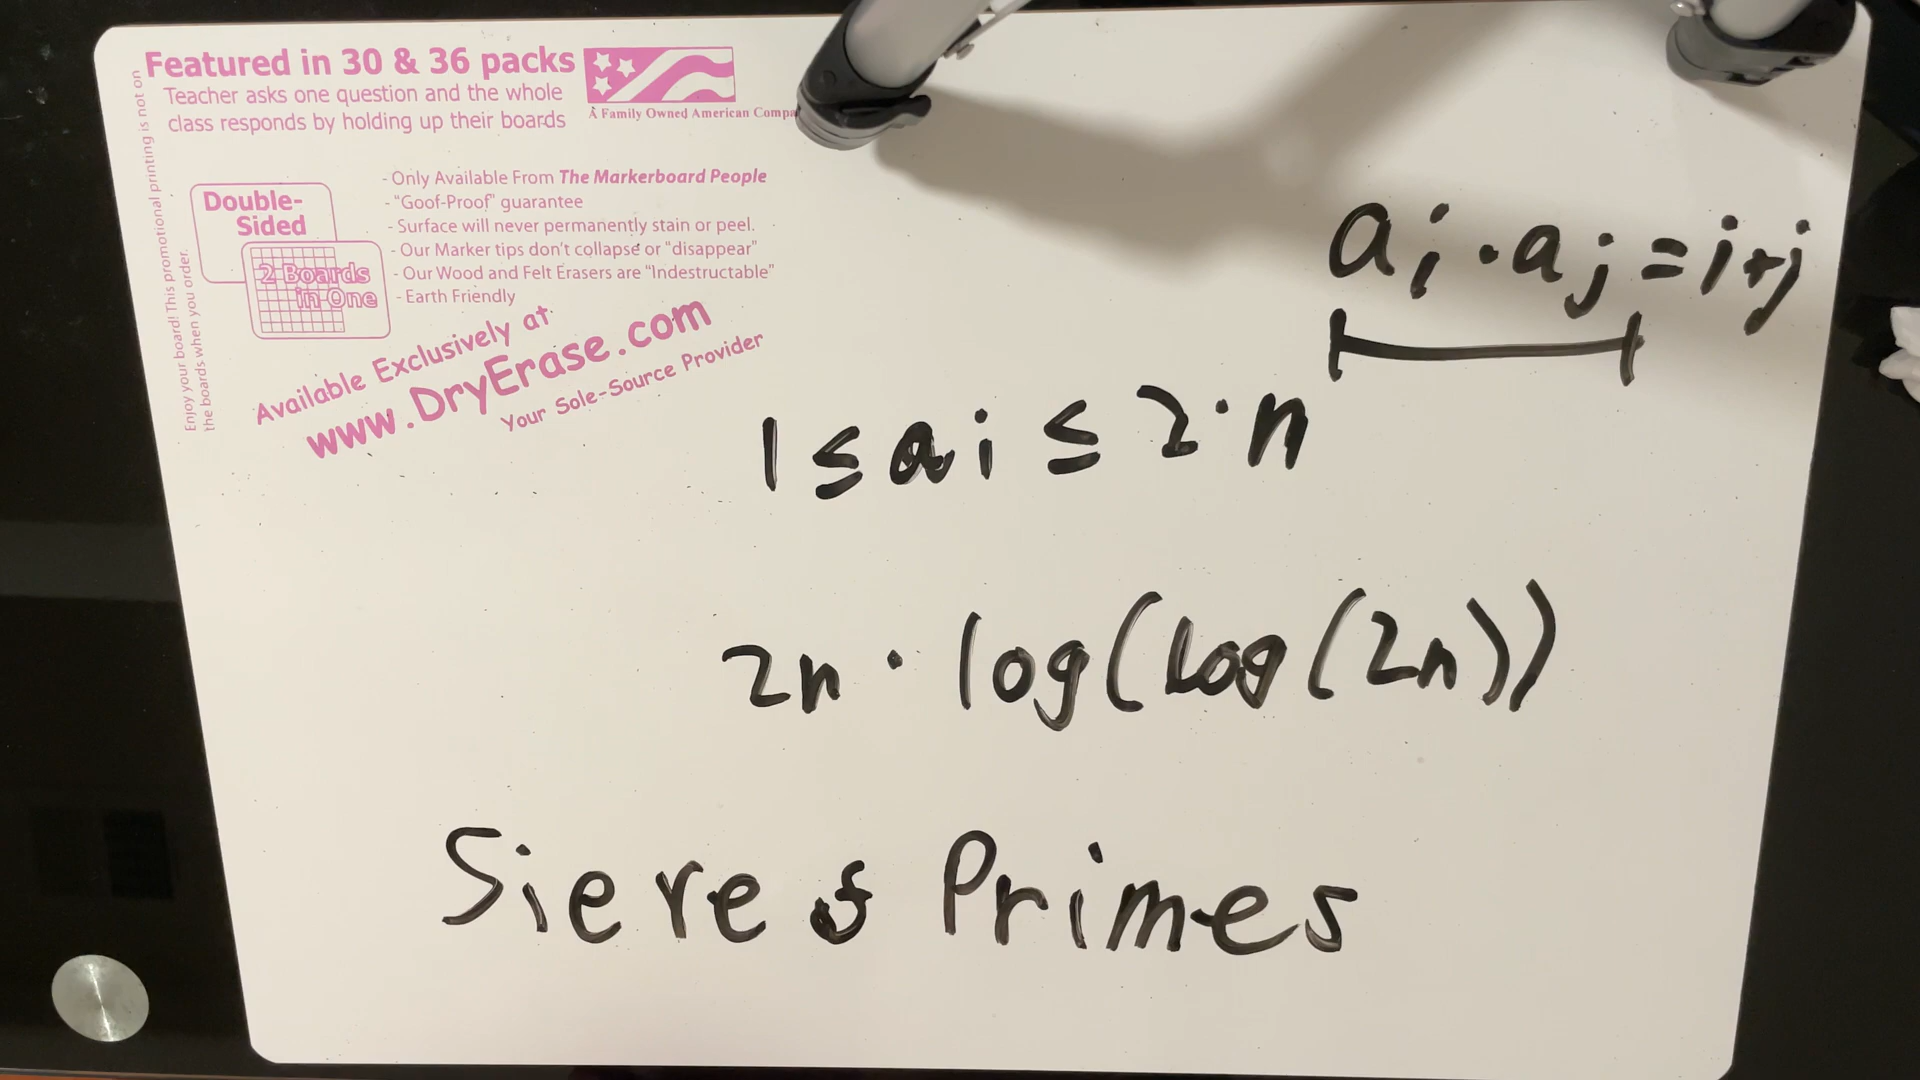 Featured in 30 & 36 packs
Teacher asks one question and the whole
class responds by holding up their boards
A Family Owned American Compa
Enjoy your board! This promotional printing is not on
the boards when you order.
Double-
Sided
2 Boards
in One
- Only Available From The Markerboard People
- "Goof-Proof" guarantee
- Surface will never permanently stain or peel.
- Our Marker tips don't collapse or "disappear"
- Our Wood and Felt Erasers are "Indestructable"
- Earth Friendly
Available Exclusively at
www.DryErase.com
Your Sole-Source Provider
ai · aj = i+j
1 ≤ ai ≤ 2·n
2n · log(log(2n))
Sieve of Primes